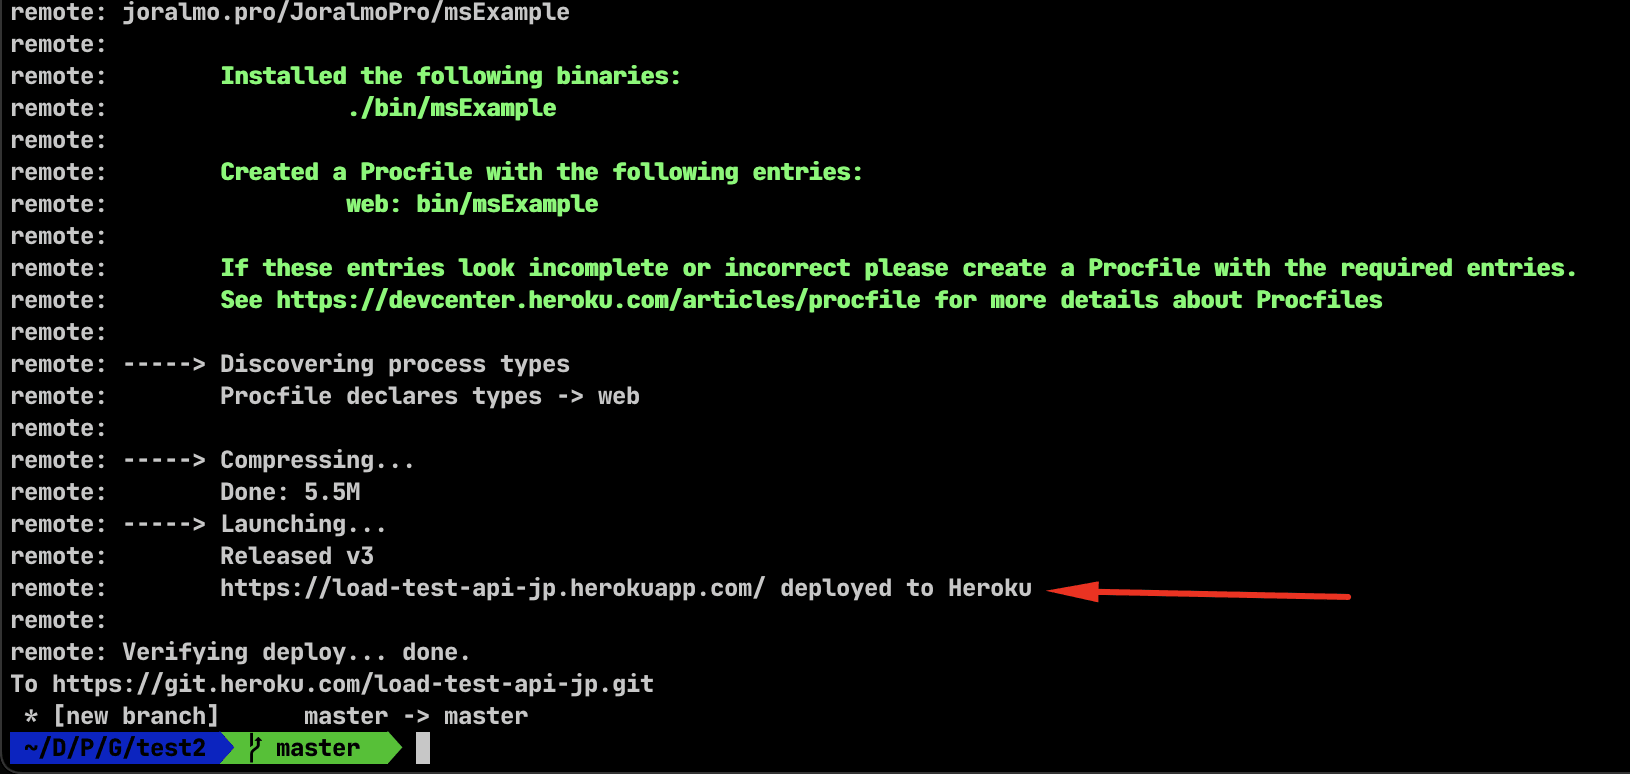 remote: joralmo.pro/JoralmoPro/msExample
remote:
remote:        Installed the following binaries:
remote:                 ./bin/msExample
remote:
remote:        Created a Procfile with the following entries:
remote:                 web: bin/msExample
remote:
remote:        If these entries look incomplete or incorrect please create a Procfile with the required entries.
remote:        See https://devcenter.heroku.com/articles/procfile for more details about Procfiles
remote:
remote: -----> Discovering process types
remote:        Procfile declares types -> web
remote:
remote: -----> Compressing...
remote:        Done: 5.5M
remote: -----> Launching...
remote:        Released v3
remote:        https://load-test-api-jp.herokuapp.com/ deployed to Heroku
remote:
remote: Verifying deploy... done.
To https://git.heroku.com/load-test-api-jp.git
 * [new branch]      master -> master
~/D/P/G/test2 master